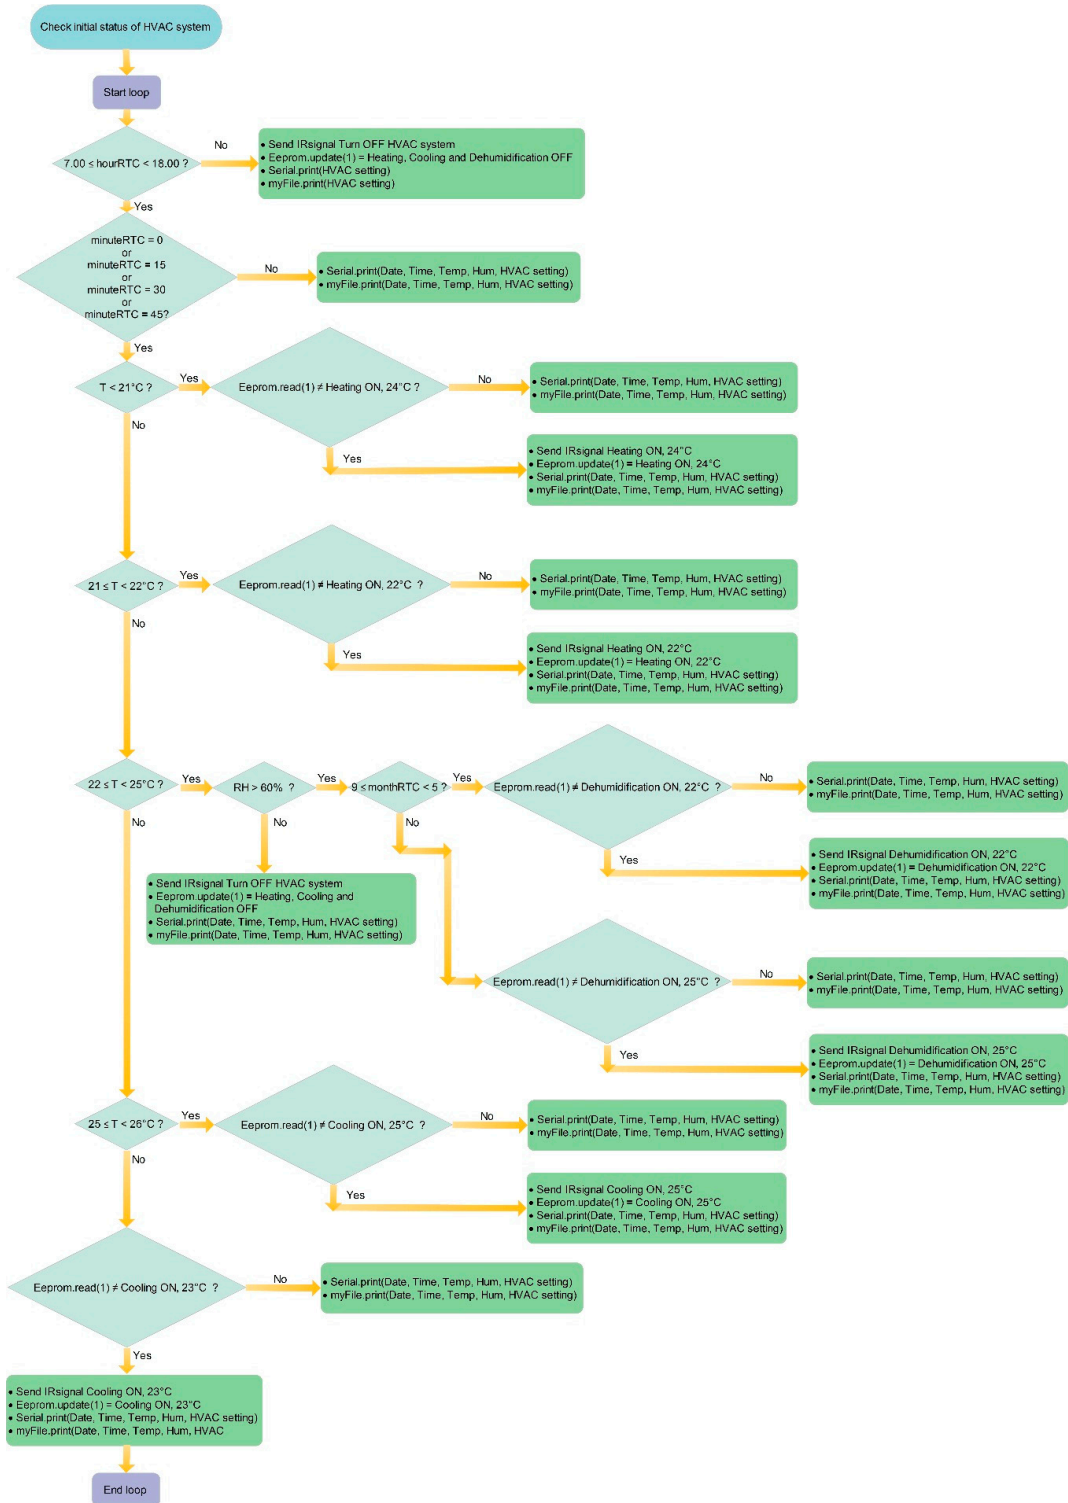 Check initial status of HVAC system
Start loop
7.00 ≤ hourRTC < 18.00 ?
No
• Send IRsignal Turn OFF HVAC system
• Eeprom.update(1) = Heating, Cooling and Dehumidification OFF
• Serial.print(HVAC setting)
• myFile.print(HVAC setting)
Yes
minuteRTC = 0
or
minuteRTC = 15
or
minuteRTC = 30
or
minuteRTC = 45?
No
• Serial.print(Date, Time, Temp, Hum, HVAC setting)
• myFile.print(Date, Time, Temp, Hum, HVAC setting)
Yes
T < 21°C ?
Yes
Eeprom.read(1) ≠ Heating ON, 24°C ?
No
• Serial.print(Date, Time, Temp, Hum, HVAC setting)
• myFile.print(Date, Time, Temp, Hum, HVAC setting)
No
Yes
• Send IRsignal Heating ON, 24°C
• Eeprom.update(1) = Heating ON, 24°C
• Serial.print(Date, Time, Temp, Hum, HVAC setting)
• myFile.print(Date, Time, Temp, Hum, HVAC setting)
21 ≤ T < 22°C ?
Yes
Eeprom.read(1) ≠ Heating ON, 22°C ?
No
• Serial.print(Date, Time, Temp, Hum, HVAC setting)
• myFile.print(Date, Time, Temp, Hum, HVAC setting)
No
Yes
• Send IRsignal Heating ON, 22°C
• Eeprom.update(1) = Heating ON, 22°C
• Serial.print(Date, Time, Temp, Hum, HVAC setting)
• myFile.print(Date, Time, Temp, Hum, HVAC setting)
22 ≤ T < 25°C ?
Yes
RH > 60% ?
Yes
9 ≤ monthRTC < 5 ?
Yes
Eeprom.read(1) ≠ Dehumidification ON, 22°C ?
No
• Serial.print(Date, Time, Temp, Hum, HVAC setting)
• myFile.print(Date, Time, Temp, Hum, HVAC setting)
No
No
No
Yes
• Send IRsignal Dehumidification ON, 22°C
• Eeprom.update(1) = Dehumidification ON, 22°C
• Serial.print(Date, Time, Temp, Hum, HVAC setting)
• myFile.print(Date, Time, Temp, Hum, HVAC setting)
• Send IRsignal Turn OFF HVAC system
• Eeprom.update(1) = Heating, Cooling and
Dehumidification OFF
• Serial.print(Date, Time, Temp, Hum, HVAC setting)
• myFile.print(Date, Time, Temp, Hum, HVAC setting)
Eeprom.read(1) ≠ Dehumidification ON, 25°C ?
No
• Serial.print(Date, Time, Temp, Hum, HVAC setting)
• myFile.print(Date, Time, Temp, Hum, HVAC setting)
Yes
• Send IRsignal Dehumidification ON, 25°C
• Eeprom.update(1) = Dehumidification ON, 25°C
• Serial.print(Date, Time, Temp, Hum, HVAC setting)
• myFile.print(Date, Time, Temp, Hum, HVAC setting)
25 ≤ T < 26°C ?
Yes
Eeprom.read(1) ≠ Cooling ON, 25°C ?
No
• Serial.print(Date, Time, Temp, Hum, HVAC setting)
• myFile.print(Date, Time, Temp, Hum, HVAC setting)
No
Yes
• Send IRsignal Cooling ON, 25°C
• Eeprom.update(1) = Cooling ON, 25°C
• Serial.print(Date, Time, Temp, Hum, HVAC setting)
• myFile.print(Date, Time, Temp, Hum, HVAC setting)
Eeprom.read(1) ≠ Cooling ON, 23°C ?
No
• Serial.print(Date, Time, Temp, Hum, HVAC setting)
• myFile.print(Date, Time, Temp, Hum, HVAC setting)
Yes
• Send IRsignal Cooling ON, 23°C
• Eeprom.update(1) = Cooling ON, 23°C
• Serial.print(Date, Time, Temp, Hum, HVAC setting)
• myFile.print(Date, Time, Temp, Hum, HVAC
End loop